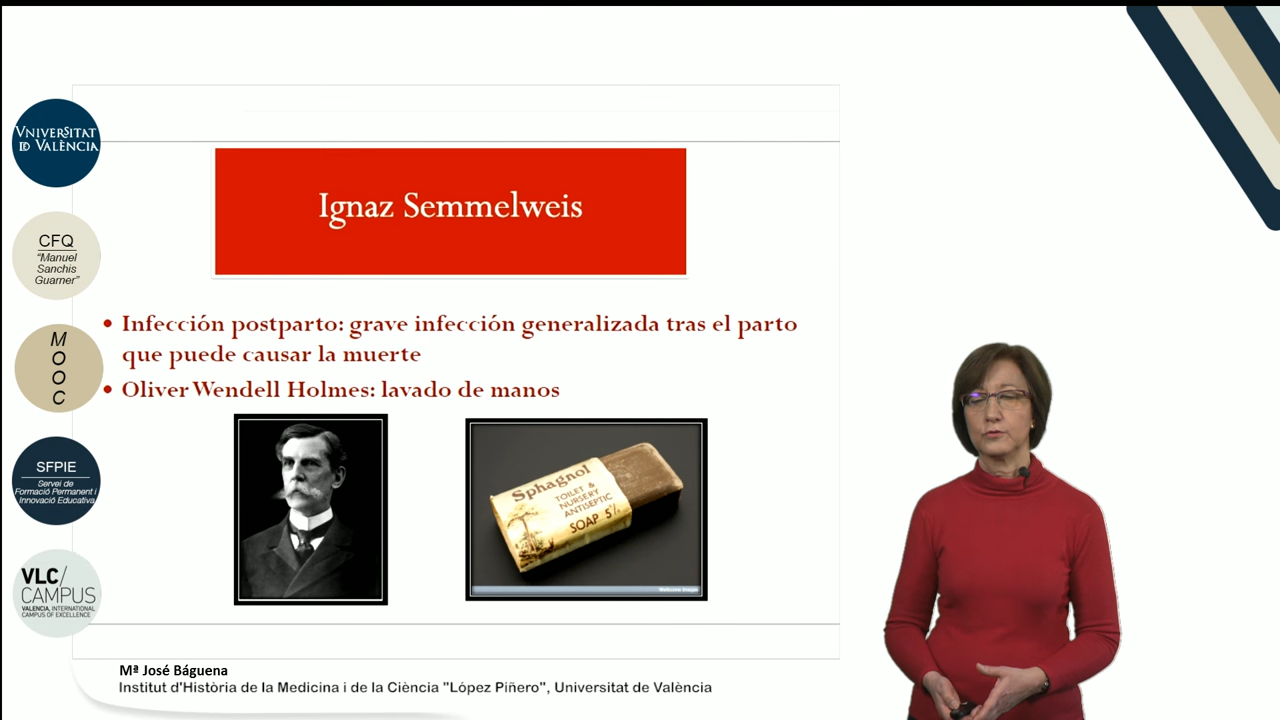 VNIVERSITAT
DE VALÈNCIA
CFQ
"Manuel
Sanchis
Guarner"
M
O
O
C
SFPIE
Servei de
Formació Permanent i
Innovació Educativa
VLC/
CAMPUS
VALENCIA, INTERNATIONAL
CAMPUS OF EXCELLENCE
Ignaz Semmelweis
• Infección postparto: grave infección generalizada tras el parto
que puede causar la muerte
• Oliver Wendell Holmes: lavado de manos
Sphagnol
TOILET &
NURSERY
ANTISEPTIC
SOAP 5%
Wellcome Images
Mª José Báguena
Institut d'Història de la Medicina i de la Ciència "López Piñero", Universitat de València